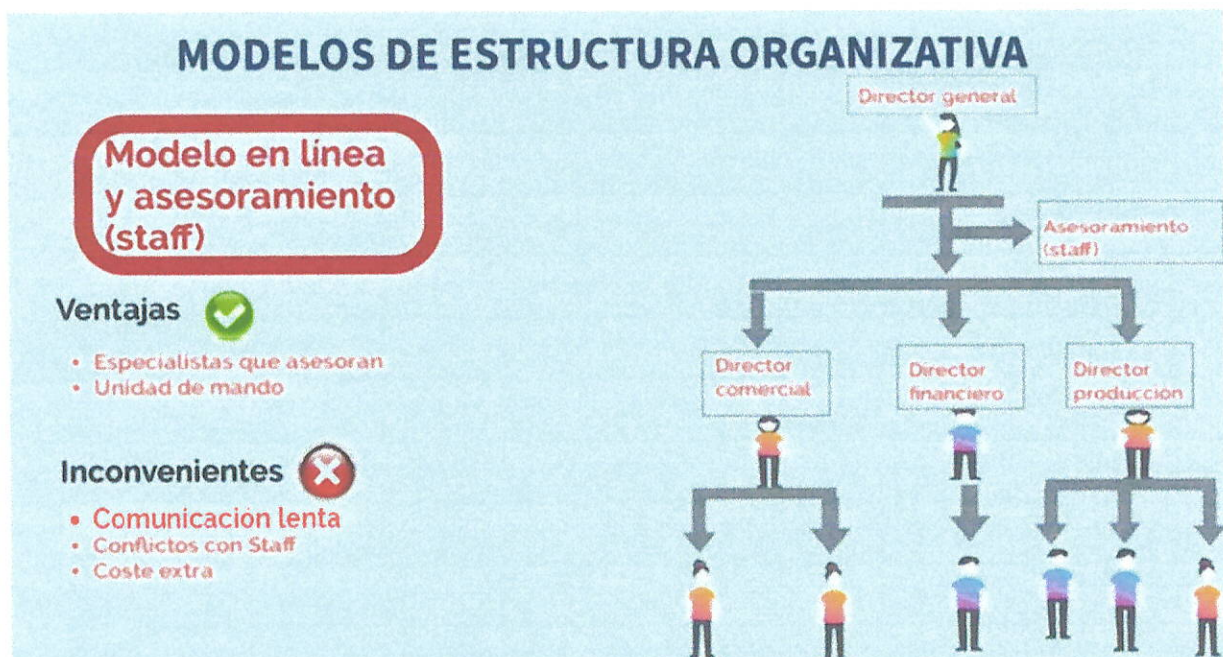 MODELOS DE ESTRUCTURA ORGANIZATIVA
Modelo en línea
y asesoramiento
(staff)
Ventajas
• Especialistas que asesoran
• Unidad de mando
Inconvenientes
• Comunicación lenta
• Conflictos con Staff
• Coste extra
Director general
Asesoramiento
(staff)
Director
comercial
Director
financiero
Director
producción